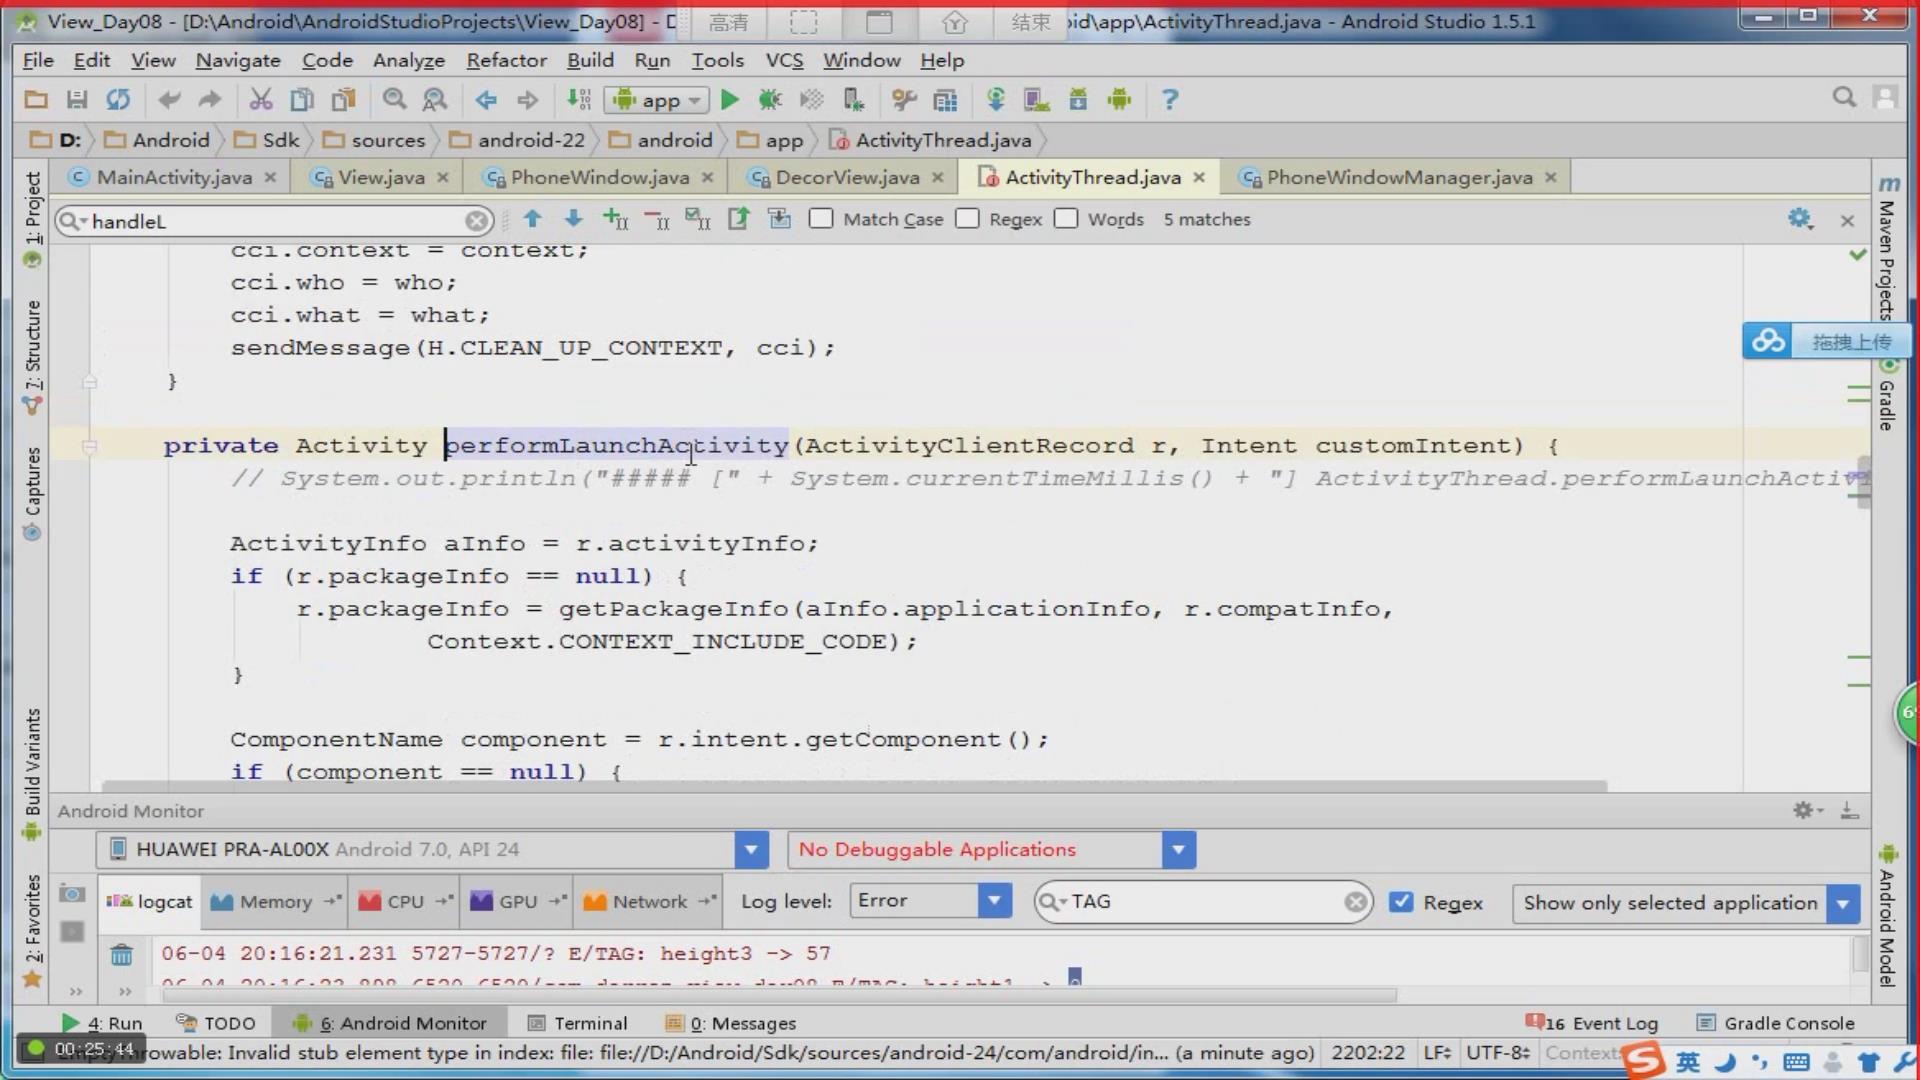 View_Day08 - [D:\Android\AndroidStudioProjects\View_Day08] - 高清 结束 id\app\ActivityThread.java - Android Studio 1.5.1
File Edit View Navigate Code Analyze Refactor Build Run Tools VCS Window Help
app
D: Android Sdk sources android-22 android app ActivityThread.java
MainActivity.java View.java PhoneWindow.java DecorView.java ActivityThread.java PhoneWindowManager.java
handleL Match Case Regex Words 5 matches
cci.context = context;
cci.who = who;
cci.what = what;
sendMessage(H.CLEAN_UP_CONTEXT, cci);
}
private Activity performLaunchActivity(ActivityClientRecord r, Intent customIntent) {
// System.out.println("##### [" + System.currentTimeMillis() + "] ActivityThread.performLaunchActivi
ActivityInfo aInfo = r.activityInfo;
if (r.packageInfo == null) {
r.packageInfo = getPackageInfo(aInfo.applicationInfo, r.compatInfo,
Context.CONTEXT_INCLUDE_CODE);
}
ComponentName component = r.intent.getComponent();
if (component == null) {
1: Project
7: Structure
Captures
Build Variants
2: Favorites
Maven Projects
拖拽上传
Gradle
Android Model
Android Monitor
HUAWEI PRA-AL00X Android 7.0, API 24 No Debuggable Applications
logcat Memory CPU GPU Network Log level: Error TAG Regex Show only selected application
06-04 20:16:21.231 5727-5727/? E/TAG: height3 -> 57
4: Run TODO 6: Android Monitor Terminal 0: Messages 16 Event Log Gradle Console
00:25:44 hrowable: Invalid stub element type in index: file: file://D:/Android/Sdk/sources/android-24/com/android/in... (a minute ago) 2202:22 LF UTF-8 Context
英